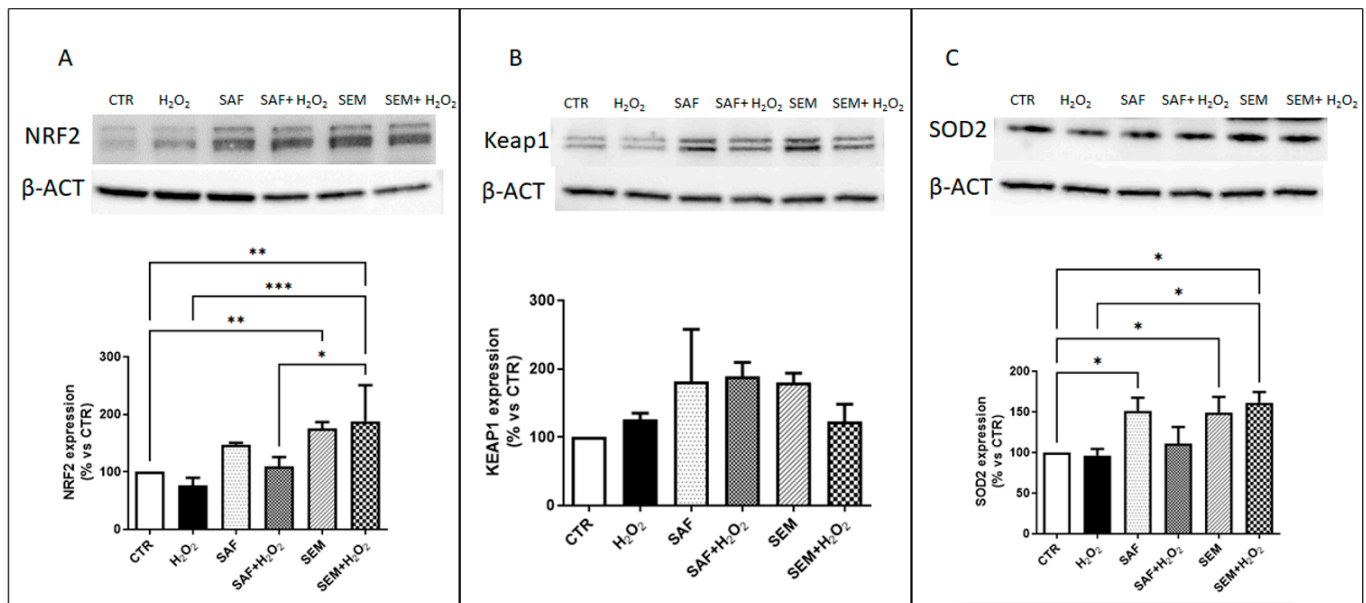 A
CTR H₂O₂ SAF SAF+ H₂O₂ SEM SEM+ H₂O₂
NRF2
β-ACT
**
***
**
*
NRF2 expression
(% vs CTR)
300
200
100
0
CTR
H₂O₂
SAF
SAF+H₂O₂
SEM
SEM+H₂O₂
B
CTR H₂O₂ SAF SAF+ H₂O₂ SEM SEM+ H₂O₂
Keap1
β-ACT
KEAP1 expression
(% vs CTR)
300
200
100
0
CTR
H₂O₂
SAF
SAF+H₂O₂
SEM
SEM+H₂O₂
C
CTR H₂O₂ SAF SAF+ H₂O₂ SEM SEM+ H₂O₂
SOD2
β-ACT
*
*
*
*
SOD2 expression
(% vs CTR)
200
150
100
50
0
CTR
H₂O₂
SAF
SAF+H₂O₂
SEM
SEM+H₂O₂